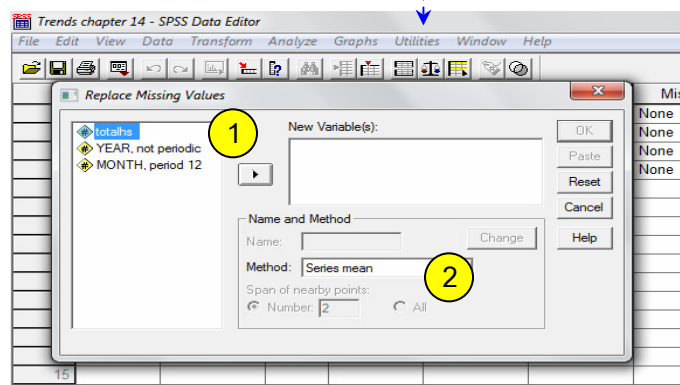 Trends chapter 14 - SPSS Data Editor
File Edit View Data Transform Analyze Graphs Utilities Window Help
Replace Missing Values
Mis
totalhs
1
New Variable(s):
OK
None
YEAR, not periodic
None
MONTH, period 12
Paste
None
Reset
None
Cancel
Name and Method
Name:
Change
Help
Method: Series mean
2
Span of nearby points:
Number: 2
All
15